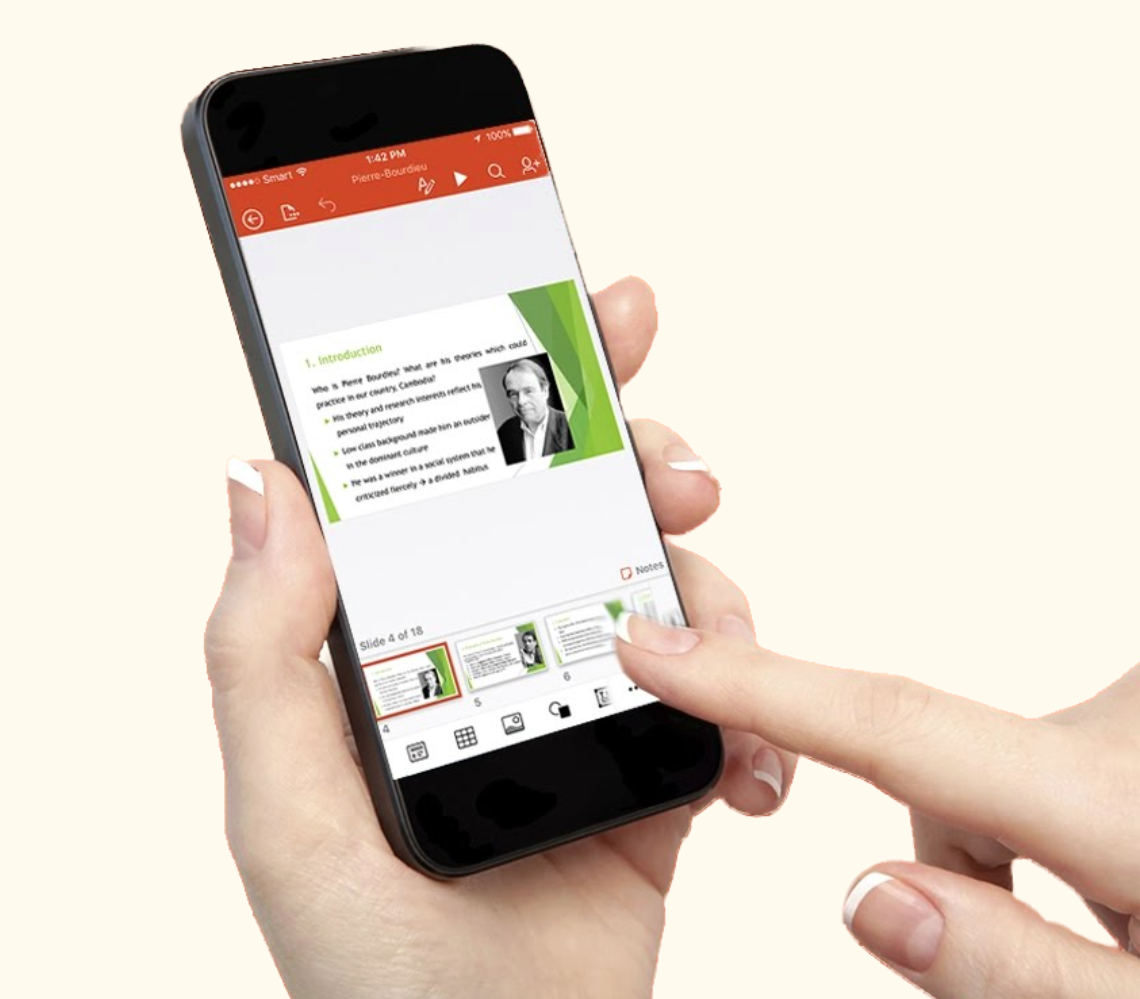 Smart
1:42 PM
100%
Pierre-Bourdieu
1. Introduction
Who is Pierre Bourdieu? What are his theories which could
practice in our country, Cambodia?
His theory and research interests reflect his
personal trajectory
Low class background made him an outsider
in the dominant culture
He was a winner in a social system that he
criticized fiercely → a divided habitus
Notes
Slide 4 of 18
4
5
6